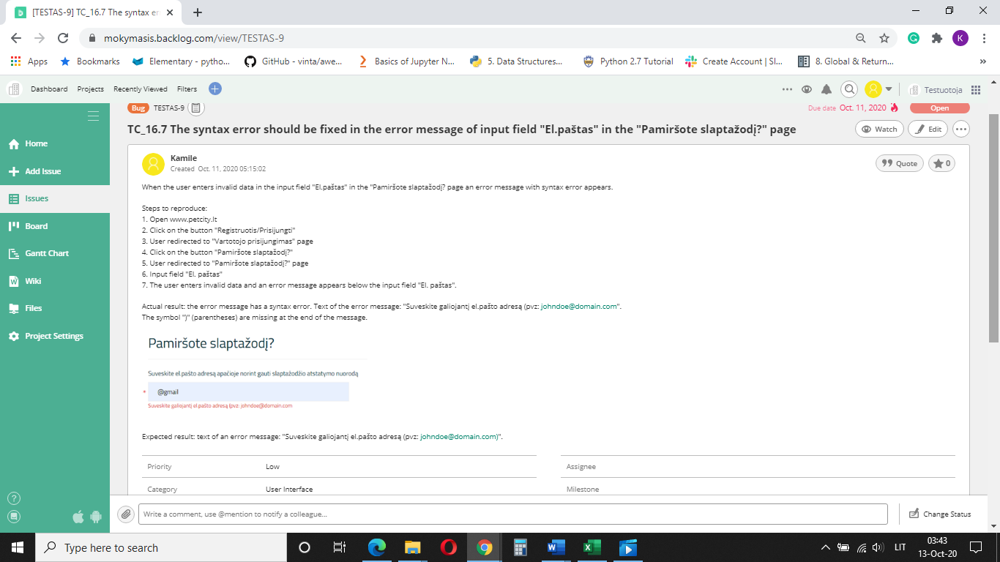 [TESTAS-9] TC_16.7 The syntax er
mokymasis.backlog.com/view/TESTAS-9
K
Apps Bookmarks Elementary - pytho... GitHub - vinta/awe... Basics of Jupyter N... 5. Data Structures... Python 2.7 Tutorial Create Account | Sl... 8. Global & Return... »
Dashboard Projects Recently Viewed Filters Testuotoja
Bug TESTAS-9 Due date Oct. 11, 2020 Open
TC_16.7 The syntax error should be fixed in the error message of input field "El.paštas" in the "Pamiršote slaptažodį?" page
Watch Edit
Home
Add Issue
Issues
Board
Gantt Chart
Wiki
Files
Project Settings
Kamile
Created Oct. 11, 2020 05:15:02
Quote 0
When the user enters invalid data in the input field "El.paštas" in the "Pamiršote slaptažodį? page an error message with syntax error appears.
Steps to reproduce:
1. Open www.petcity.lt
2. Click on the button "Registruotis/Prisijungti"
3. User redirected to "Vartotojo prisijungimas" page
4. Click on the button "Pamiršote slaptažodį?"
5. User redirected to "Pamiršote slaptažodį?" page
6. Input field "El. paštas"
7. The user enters invalid data and an error message appears below the input field "El. paštas".
Actual result: the error message has a syntax error. Text of the error message: "Suveskite galiojantį el.pašto adresą (pvz: johndoe@domain.com".
The symbol ")" (parentheses) are missing at the end of the message.
Pamiršote slaptažodį?
Suveskite el.pašto adresą apačioje norint gauti slaptažodžio atstatymo nuorodą
* @gmail
Suveskite galiojantį el.pašto adresą (pvz: johndoe@domain.com
Expected result: text of an error message: "Suveskite galiojantį el.pašto adresą (pvz: johndoe@domain.com)".
Priority Low Assignee
Category User Interface Milestone
Write a comment, use @mention to notify a colleague...
Change Status
Type here to search
LIT
03:43
13-Oct-20